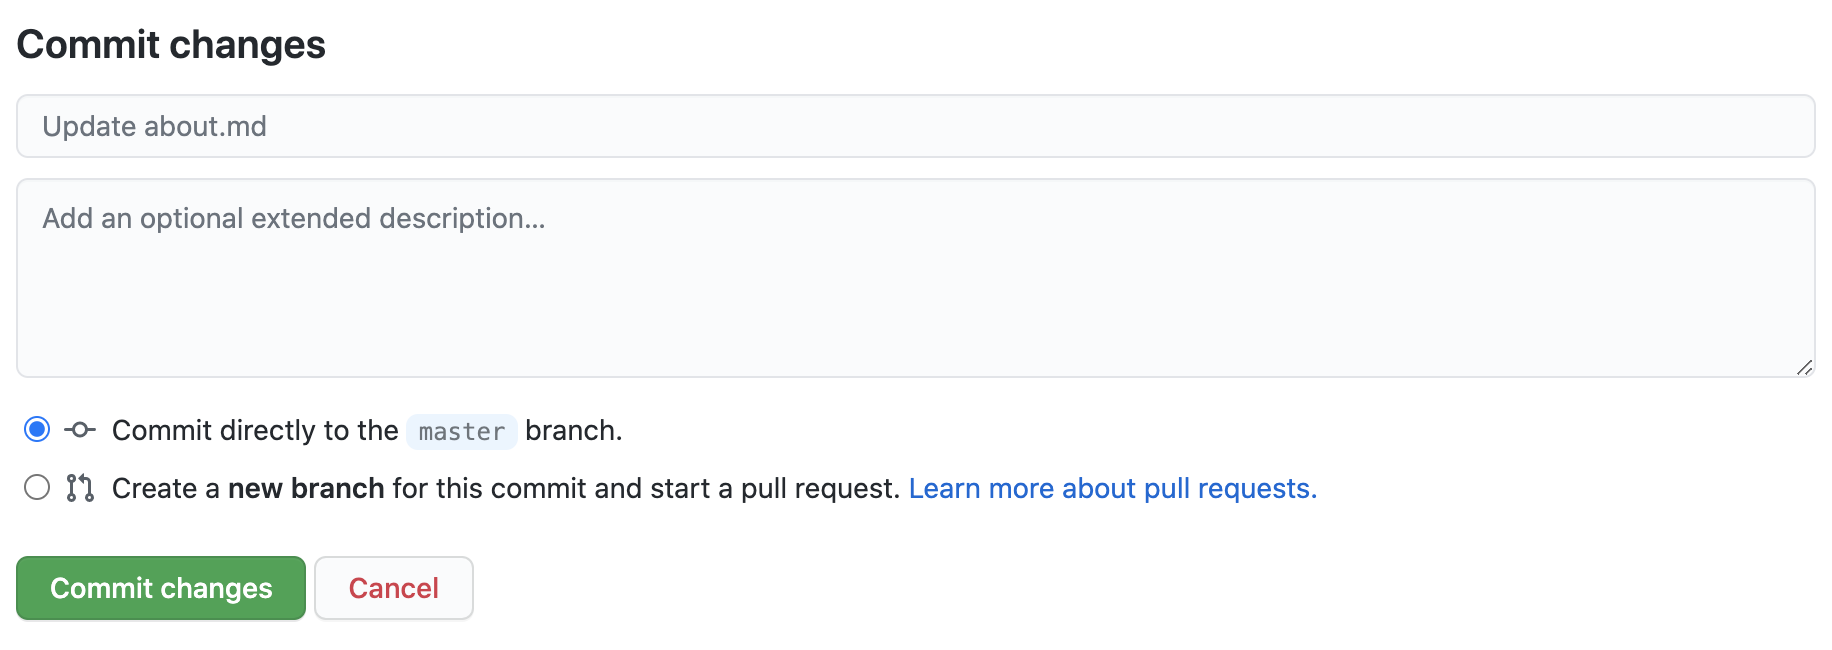 Commit changes
Update about.md
Add an optional extended description...
Commit directly to the master branch.
Create a new branch for this commit and start a pull request. Learn more about pull requests.
Commit changes
Cancel